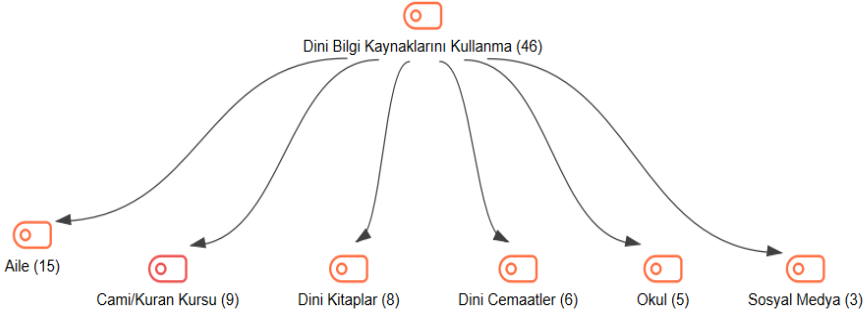 Dini Bilgi Kaynaklarını Kullanma (46)
Aile (15)
Cami/Kuran Kursu (9)
Dini Kitaplar (8)
Dini Cemaatler (6)
Okul (5)
Sosyal Medya (3)